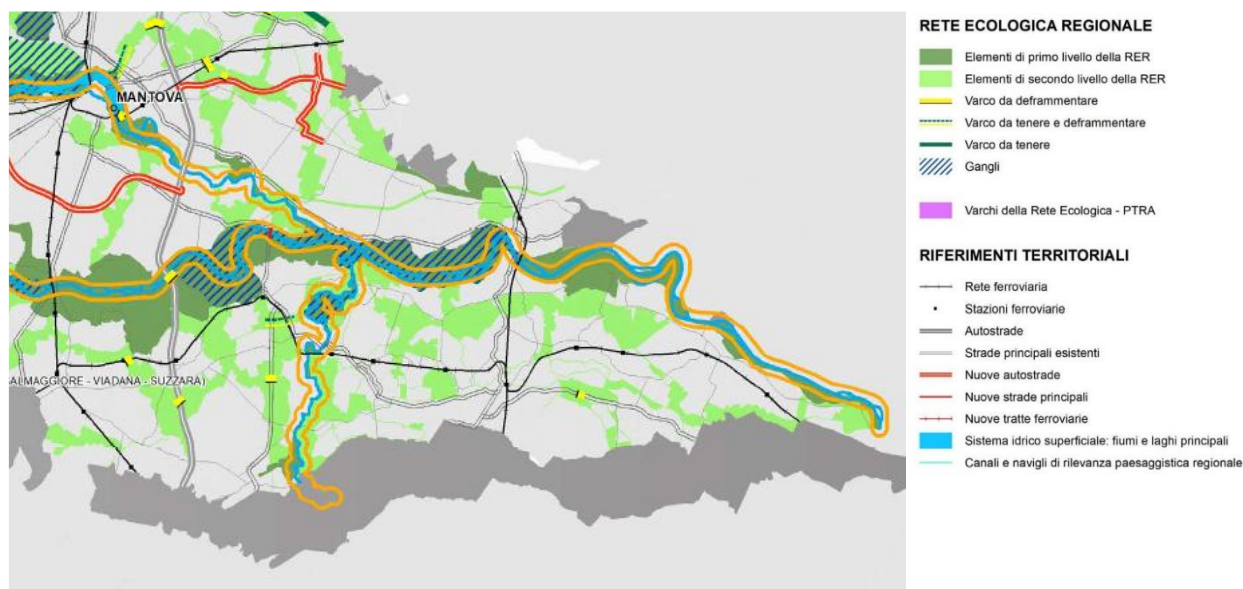 MANTOVA
ALMAGGIORE - VIADANA - SUZZARA)
RETE ECOLOGICA REGIONALE
Elementi di primo livello della RER
Elementi di secondo livello della RER
Varco da deframmentare
Varco da tenere e deframmentare
Varco da tenere
Gangli
Varchi della Rete Ecologica - PTRA
RIFERIMENTI TERRITORIALI
Rete ferroviaria
Stazioni ferroviarie
Autostrade
Strade principali esistenti
Nuove autostrade
Nuove strade principali
Nuove tratte ferroviarie
Sistema idrico superficiale: fiumi e laghi principali
Canali e navigli di rilevanza paesaggistica regionale